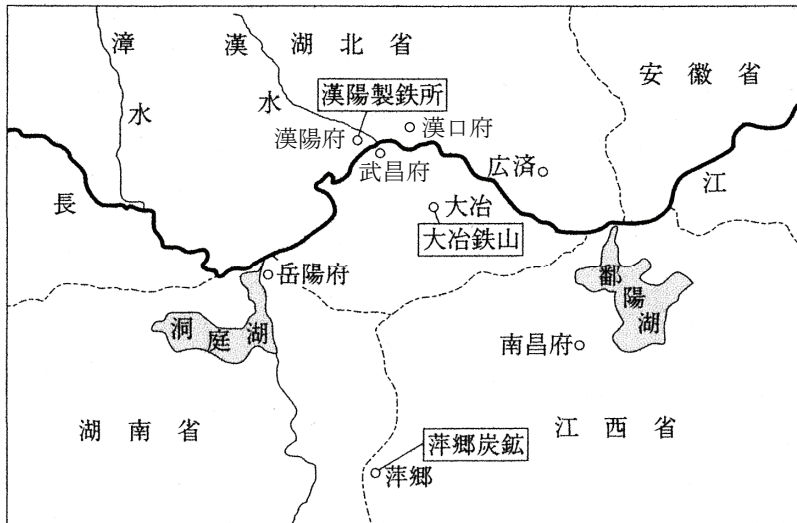 漳水
漢水
湖北省
安徽省
漢陽製鉄所
漢陽府
漢口府
武昌府
広済
長江
大冶
大冶鉄山
岳陽府
鄱陽湖
洞庭湖
南昌府
湖南省
江西省
萍郷炭鉱
萍郷